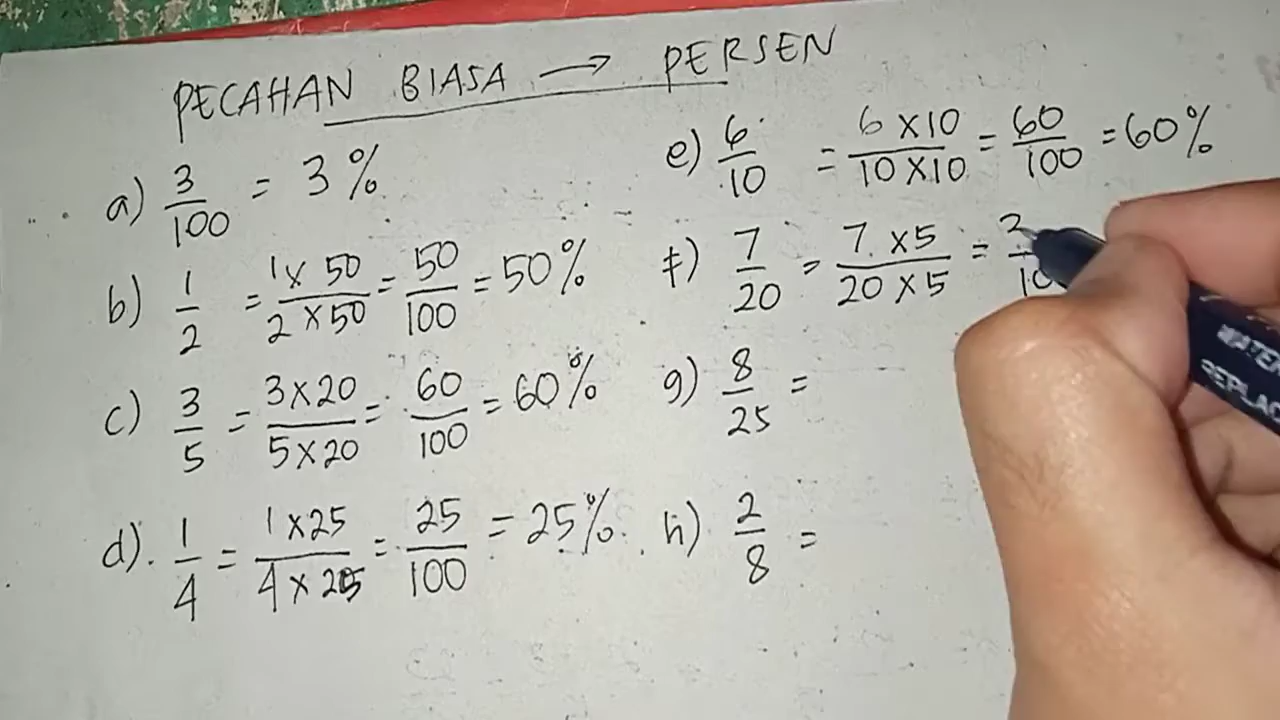 PECAHAN BIASA → PERSEN
a) 3/100 = 3%
b) 1/2 = 1 x 50 / 2 x 50 = 50/100 = 50%
c) 3/5 = 3 x 20 / 5 x 20 = 60/100 = 60%
d). 1/4 = 1 x 25 / 4 x 25 = 25/100 = 25%.
e) 6/10 = 6 x 10 / 10 x 10 = 60/100 = 60%
f) 7/20 = 7 x 5 / 20 x 5 = 3/10
g) 8/25 =
h) 2/8 =